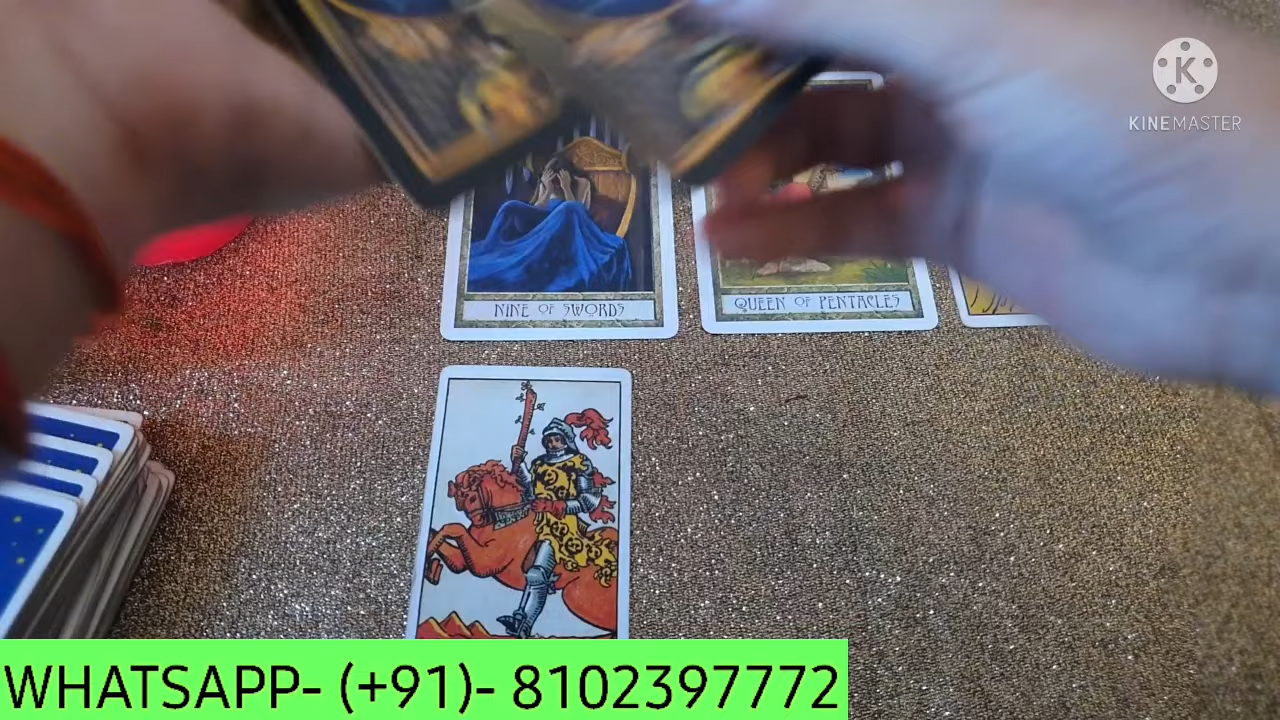 KINEMASTER
NINE OF SWORDS
QUEEN OF PENTACLES
WHATSAPP- (+91)- 8102397772